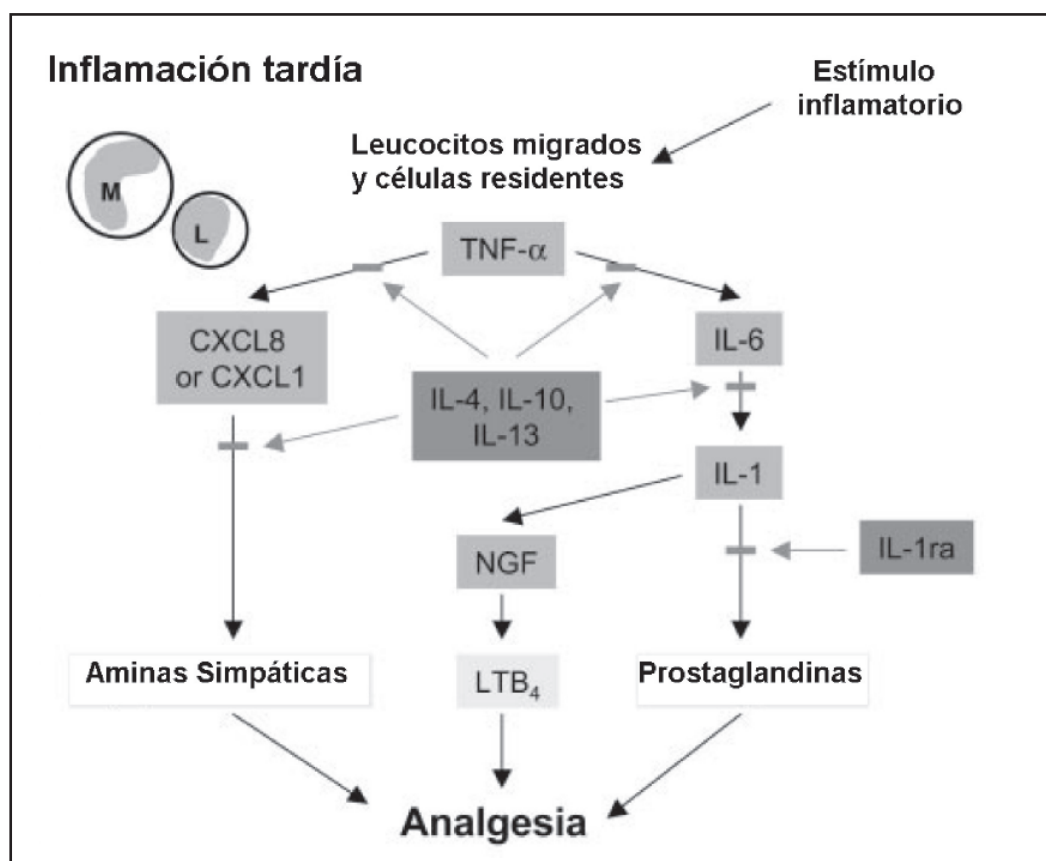 Inflamación tardía
Estímulo
inflamatorio
Leucocitos migrados
y células residentes
M
L
TNF-α
CXCL8
or CXCL1
IL-6
IL-4, IL-10,
IL-13
IL-1
NGF
IL-1ra
Aminas Simpáticas
LTB₄
Prostaglandinas
Analgesia